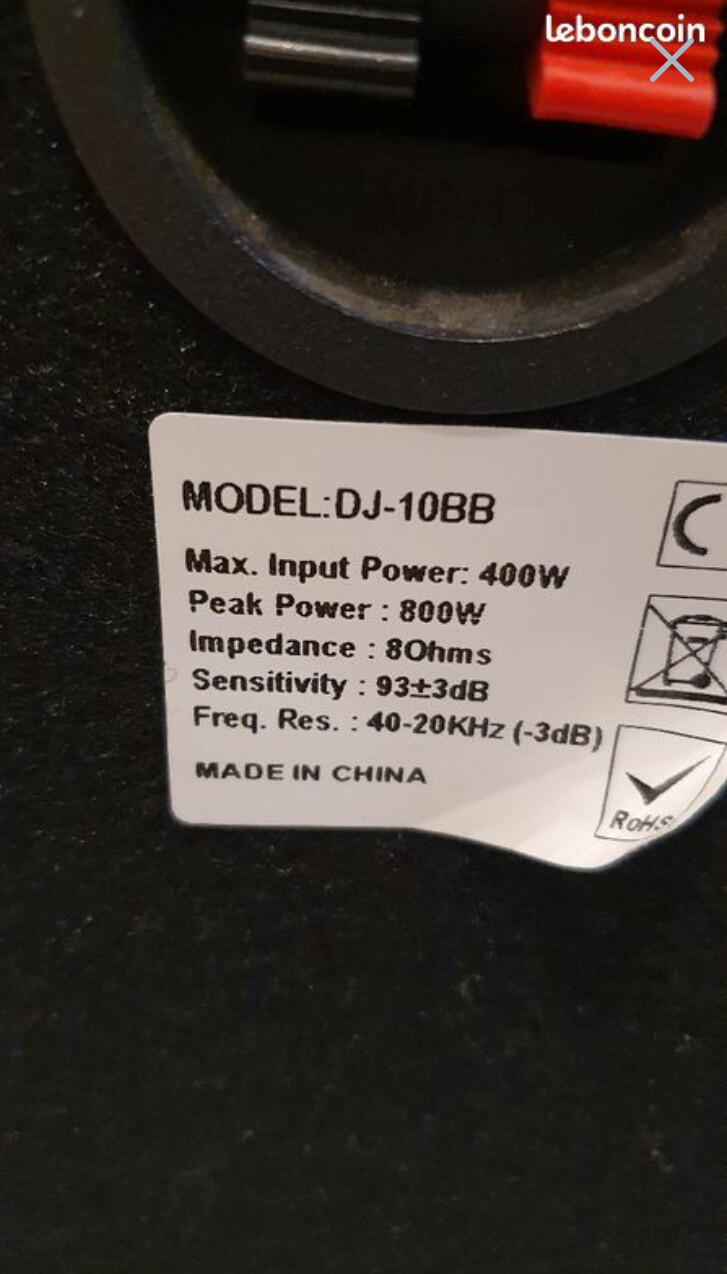 leboncoin
MODEL:DJ-10BB
Max. Input Power: 400W
Peak Power : 800W
Impedance : 8Ohms
Sensitivity : 93±3dB
Freq. Res. : 40-20KHz (-3dB)
MADE IN CHINA
RoHS